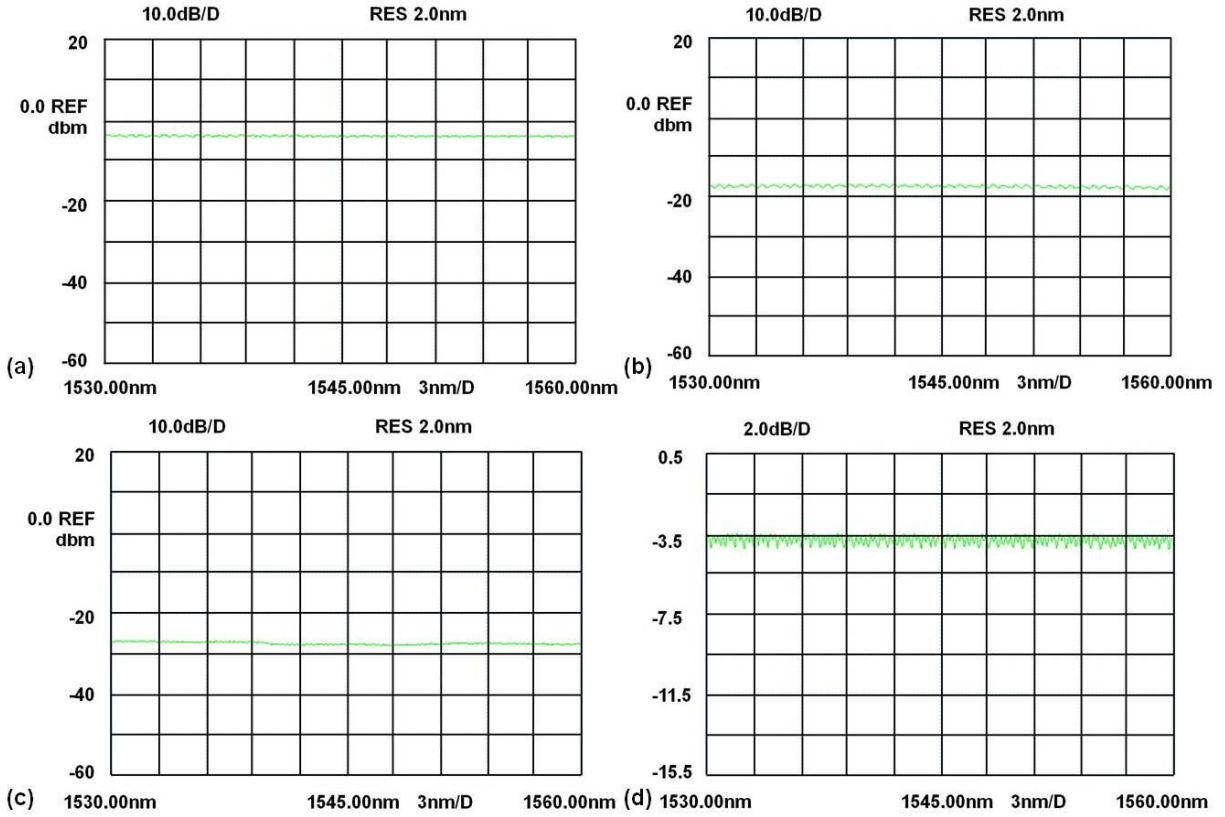 10.0dB/D RES 2.0nm
20
0.0 REF
dbm
-20
-40
-60
(a)
1530.00nm 1545.00nm 3nm/D 1560.00nm
10.0dB/D RES 2.0nm
20
0.0 REF
dbm
-20
-40
-60
(b)
1530.00nm 1545.00nm 3nm/D 1560.00nm
10.0dB/D RES 2.0nm
20
0.0 REF
dbm
-20
-40
-60
(c)
1530.00nm 1545.00nm 3nm/D 1560.00nm
2.0dB/D RES 2.0nm
0.5
-3.5
-7.5
-11.5
-15.5
(d)
1530.00nm 1545.00nm 3nm/D 1560.00nm